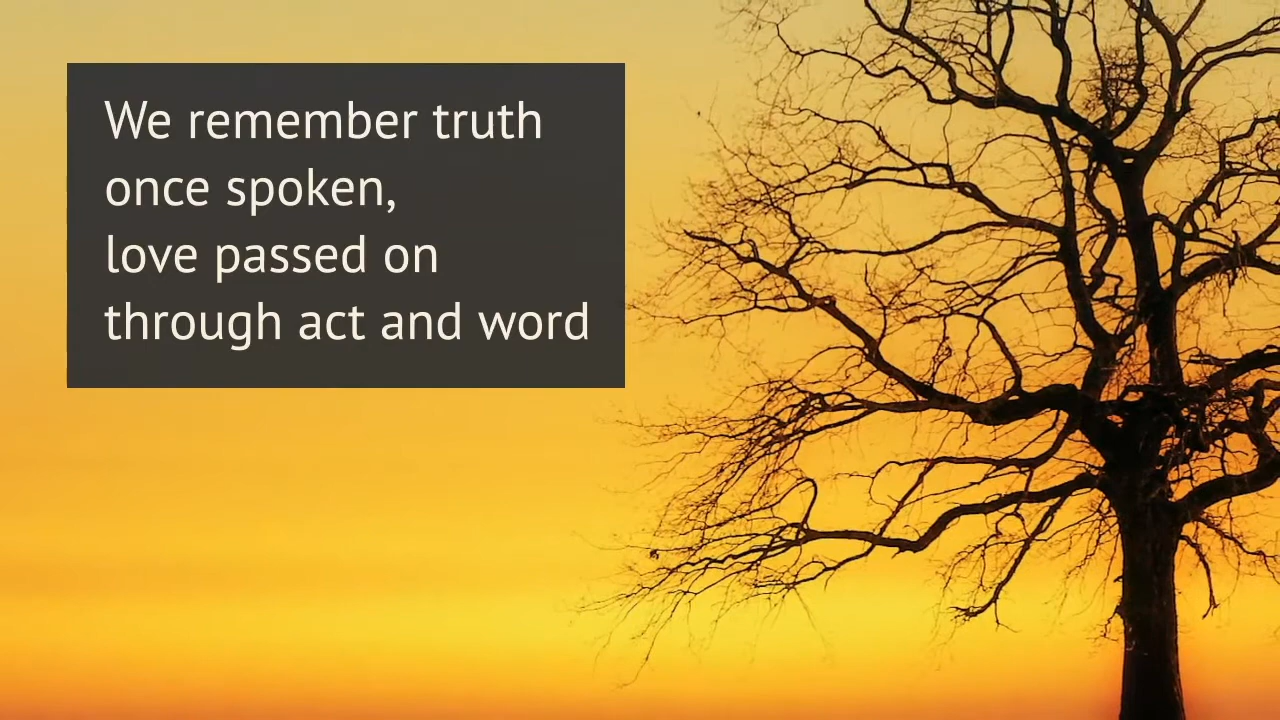 We remember truth
once spoken,
love passed on
through act and word